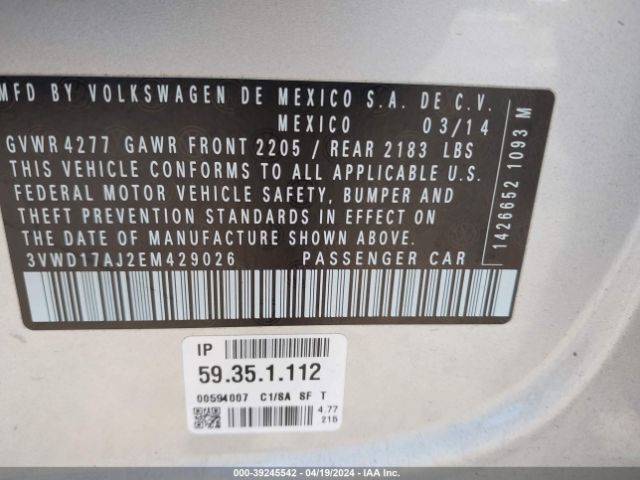 MFD BY VOLKSWAGEN DE MEXICO S.A. DE C.V.
MEXICO 03/14
GVWR 4277 GAWR FRONT 2205 / REAR 2183 LBS
THIS VEHICLE CONFORMS TO ALL APPLICABLE U.S.
FEDERAL MOTOR VEHICLE SAFETY, BUMPER AND
THEFT PREVENTION STANDARDS IN EFFECT ON
THE DATE OF MANUFACTURE SHOWN ABOVE.
3VWD17AJ2EM429026 PASSENGER CAR
1426652 1093 M
IP
59.35.1.112
00594007 C1/SA SF T
4.77
216
000-39245542 / 04/19/2024 / IAA Inc.